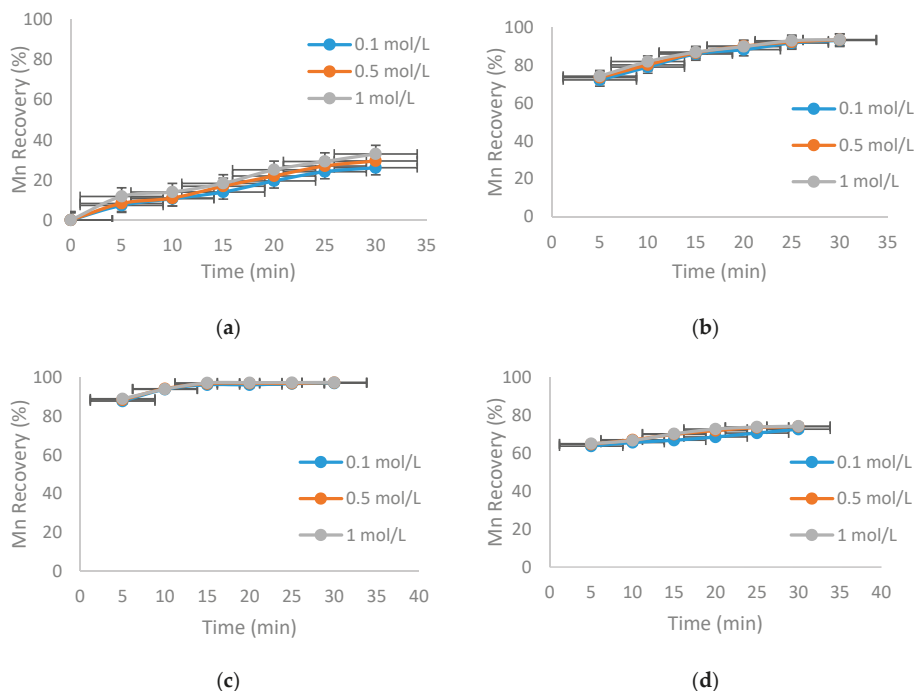 100
80
60
40
20
0
Mn Recovery (%)
0 5 10 15 20 25 30 35
Time (min)
0.1 mol/L
0.5 mol/L
1 mol/L
(a)
100
80
60
40
20
0
Mn Recovery (%)
0 5 10 15 20 25 30 35
Time (min)
0.1 mol/L
0.5 mol/L
1 mol/L
(b)
100
80
60
40
20
0
Mn Recovery (%)
0 5 10 15 20 25 30 35 40
Time (min)
0.1 mol/L
0.5 mol/L
1 mol/L
(c)
100
80
60
40
20
0
Mn Recovery (%)
0 5 10 15 20 25 30 35 40
Time (min)
0.1 mol/L
0.5 mol/L
1 mol/L
(d)